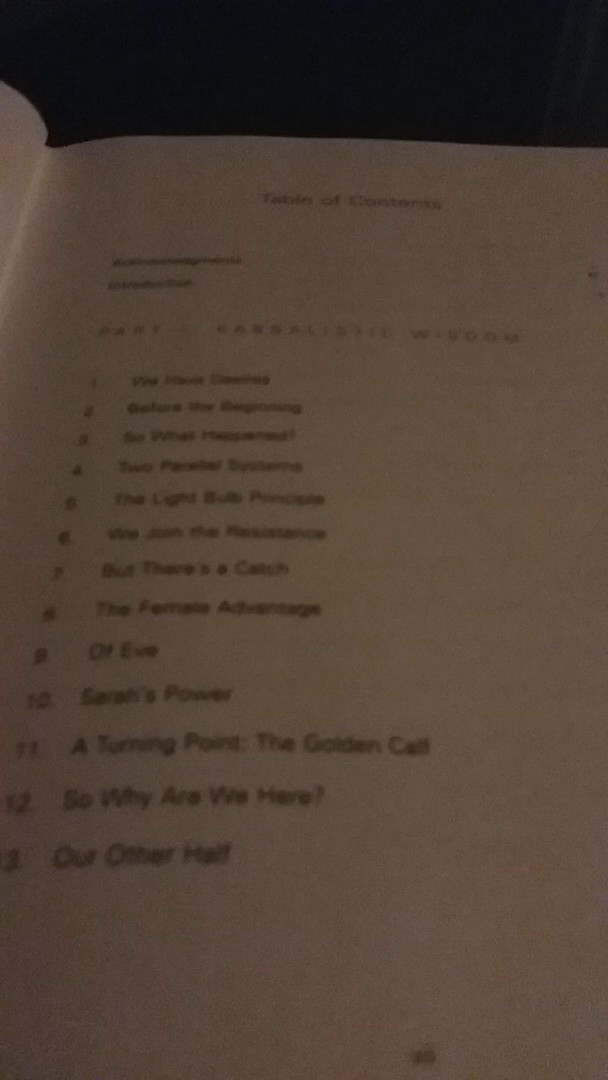 Table of Contents
Acknowledgments
Introduction
PART I: KABBALISTIC WISDOM
1 We Have Desires
2 Before the Beginning
3 So What Happened?
4 Two Parallel Systems
5 The Light Bulb Principle
6 We Join the Resistance
7 But There's a Catch
8 The Female Advantage
9 Of Eve
10 Sarah's Power
11 A Turning Point: The Golden Calf
12 So Why Are We Here?
13 Our Other Half